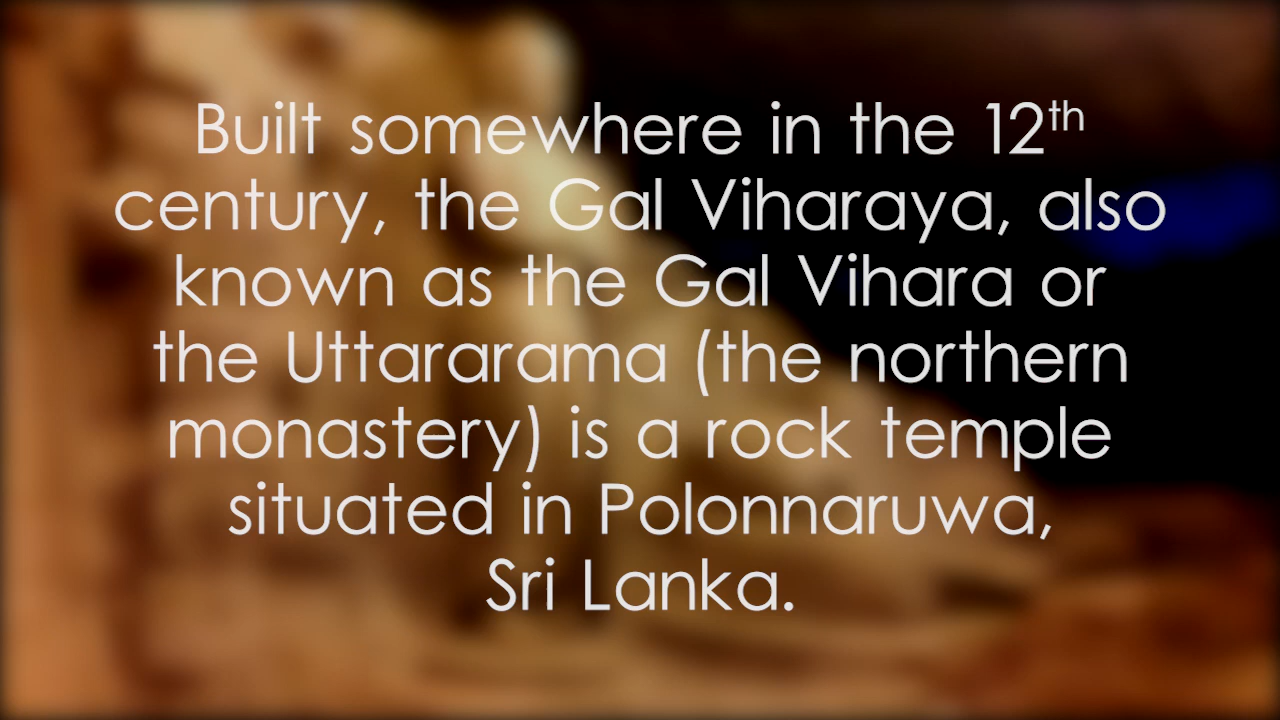 Built somewhere in the 12th
century, the Gal Viharaya, also
known as the Gal Vihara or
the Uttararama (the northern
monastery) is a rock temple
situated in Polonnaruwa,
Sri Lanka.